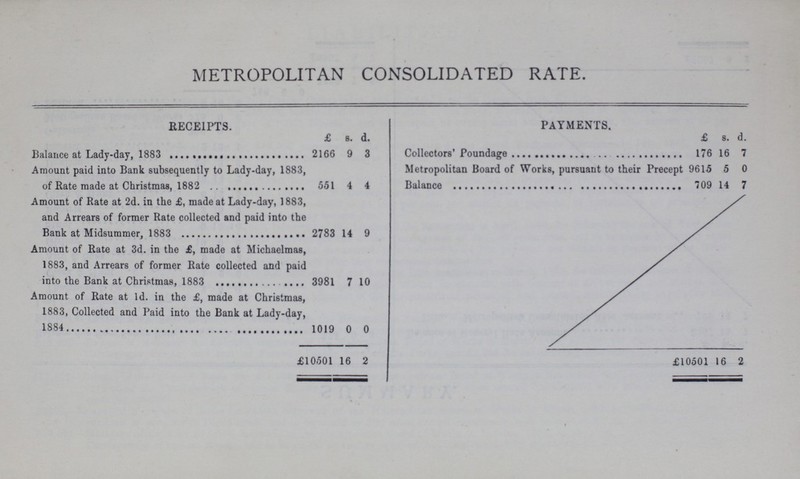 METROPOLITAN CONSOLIDATED RATE.
RECEIPTS.
£ s. d.
Balance at Lady-day, 1883 ........................ 2166 9 3
Amount paid into Bank subsequently to Lady-day, 1883,
of Rate made at Christmas, 1882 .. .............. 551 4 4
Amount of Rate at 2d. in the £, made at Lady-day, 1883,
and Arrears of former Rate collected and paid into the
Bank at Midsummer, 1883 ...................... 2783 14 9
Amount of Rate at 3d. in the £, made at Michaelmas,
1883, and Arrears of former Rate collected and paid
into the Bank at Christmas, 1883 ............... 3981 7 10
Amount of Rate at 1d. in the £, made at Christmas,
1883, Collected and Paid into the Bank at Lady-day,
1884........................................ 1019 0 0
£10501 16 2
PAYMENTS.
£ s. d.
Collectors' Poundage ............................ 176 16 7
Metropolitan Board of Works, pursuant to their Precept 9615 5 0
Balance ..................................... 709 14 7
£10501 16 2